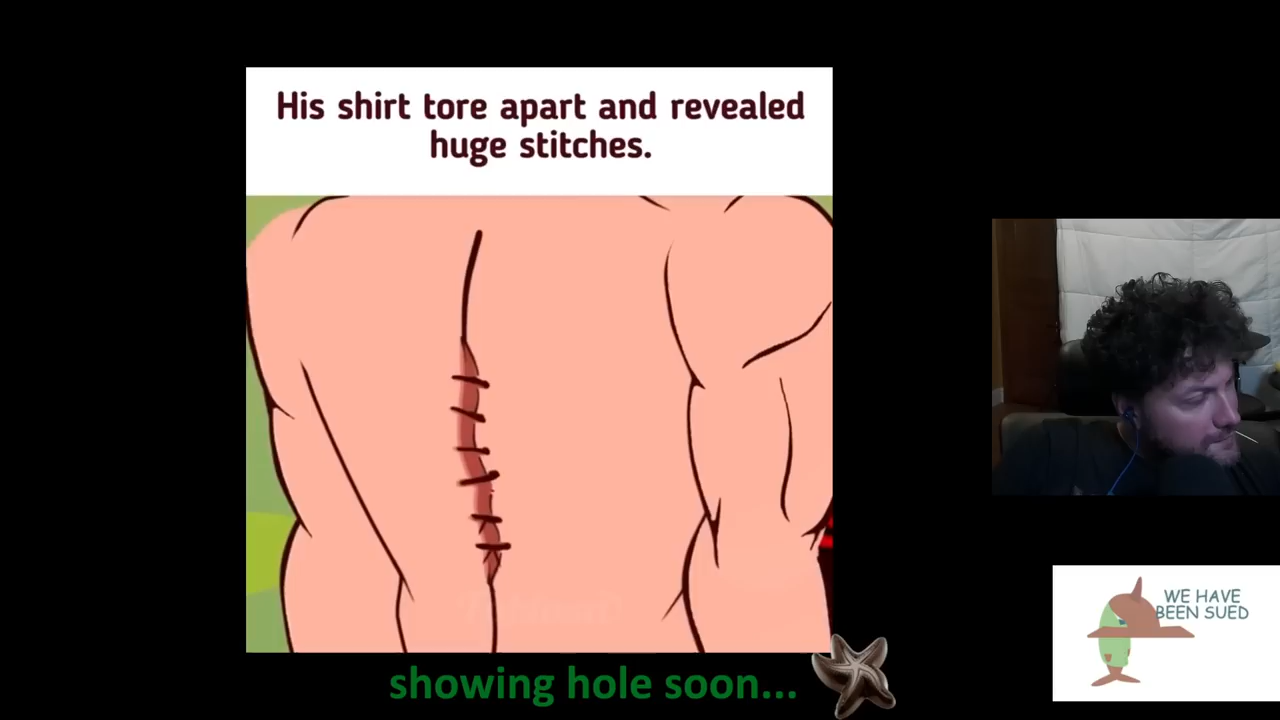 His shirt tore apart and revealed
huge stitches.
WE HAVE
BEEN SUED
showing hole soon...